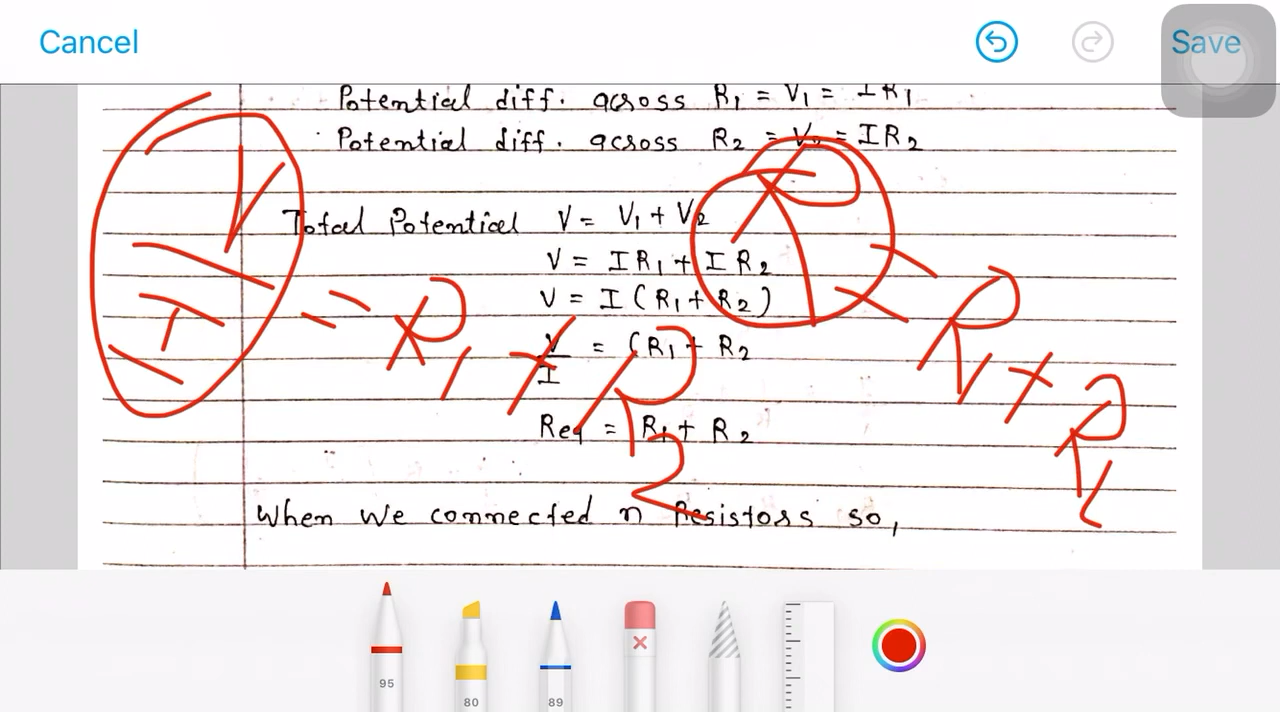 Cancel Save
Potential diff. across R1 = V1 = IR1
Potential diff. across R2 = V2 = IR2
Total Potential V = V1 + V2
V = IR1 + IR2
V = I(R1 + R2)
V/I = (R1 + R2
Req = R1 + R2
When we connected n Resistors so,
V/I = R1 + R2
R = R1 + R2
95 80 89